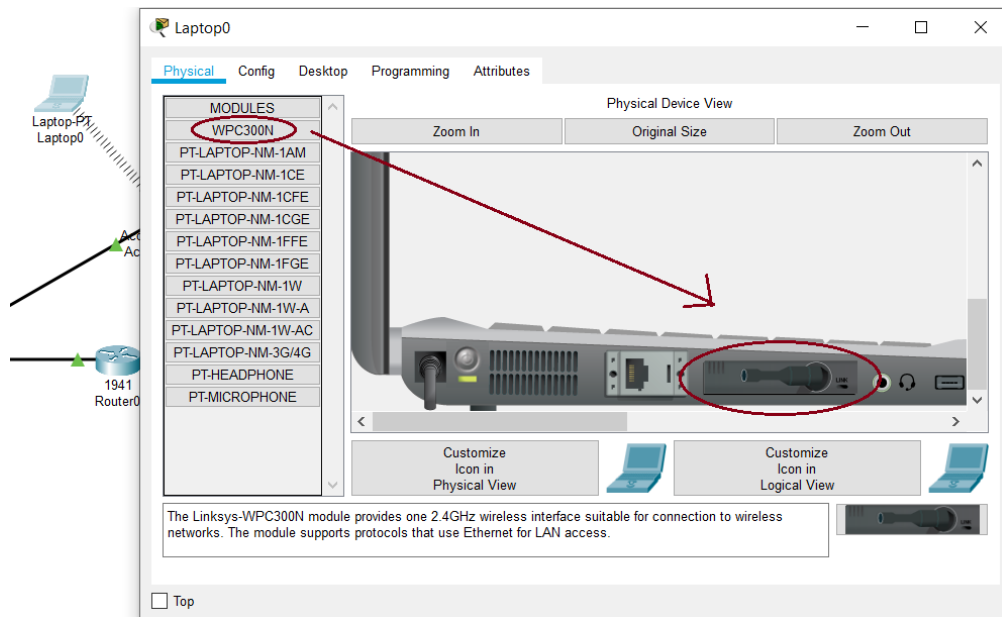 Laptop0
Physical Config Desktop Programming Attributes
MODULES
WPC300N
PT-LAPTOP-NM-1AM
PT-LAPTOP-NM-1CE
PT-LAPTOP-NM-1CFE
PT-LAPTOP-NM-1CGE
PT-LAPTOP-NM-1FFE
PT-LAPTOP-NM-1FGE
PT-LAPTOP-NM-1W
PT-LAPTOP-NM-1W-A
PT-LAPTOP-NM-1W-AC
PT-LAPTOP-NM-3G/4G
PT-HEADPHONE
PT-MICROPHONE
Physical Device View
Zoom In Original Size Zoom Out
LINK
Customize
Icon in
Physical View
Customize
Icon in
Logical View
The Linksys-WPC300N module provides one 2.4GHz wireless interface suitable for connection to wireless
networks. The module supports protocols that use Ethernet for LAN access.
LINK
Top
Laptop-PT
Laptop0
Acc
Ac
1941
Router0